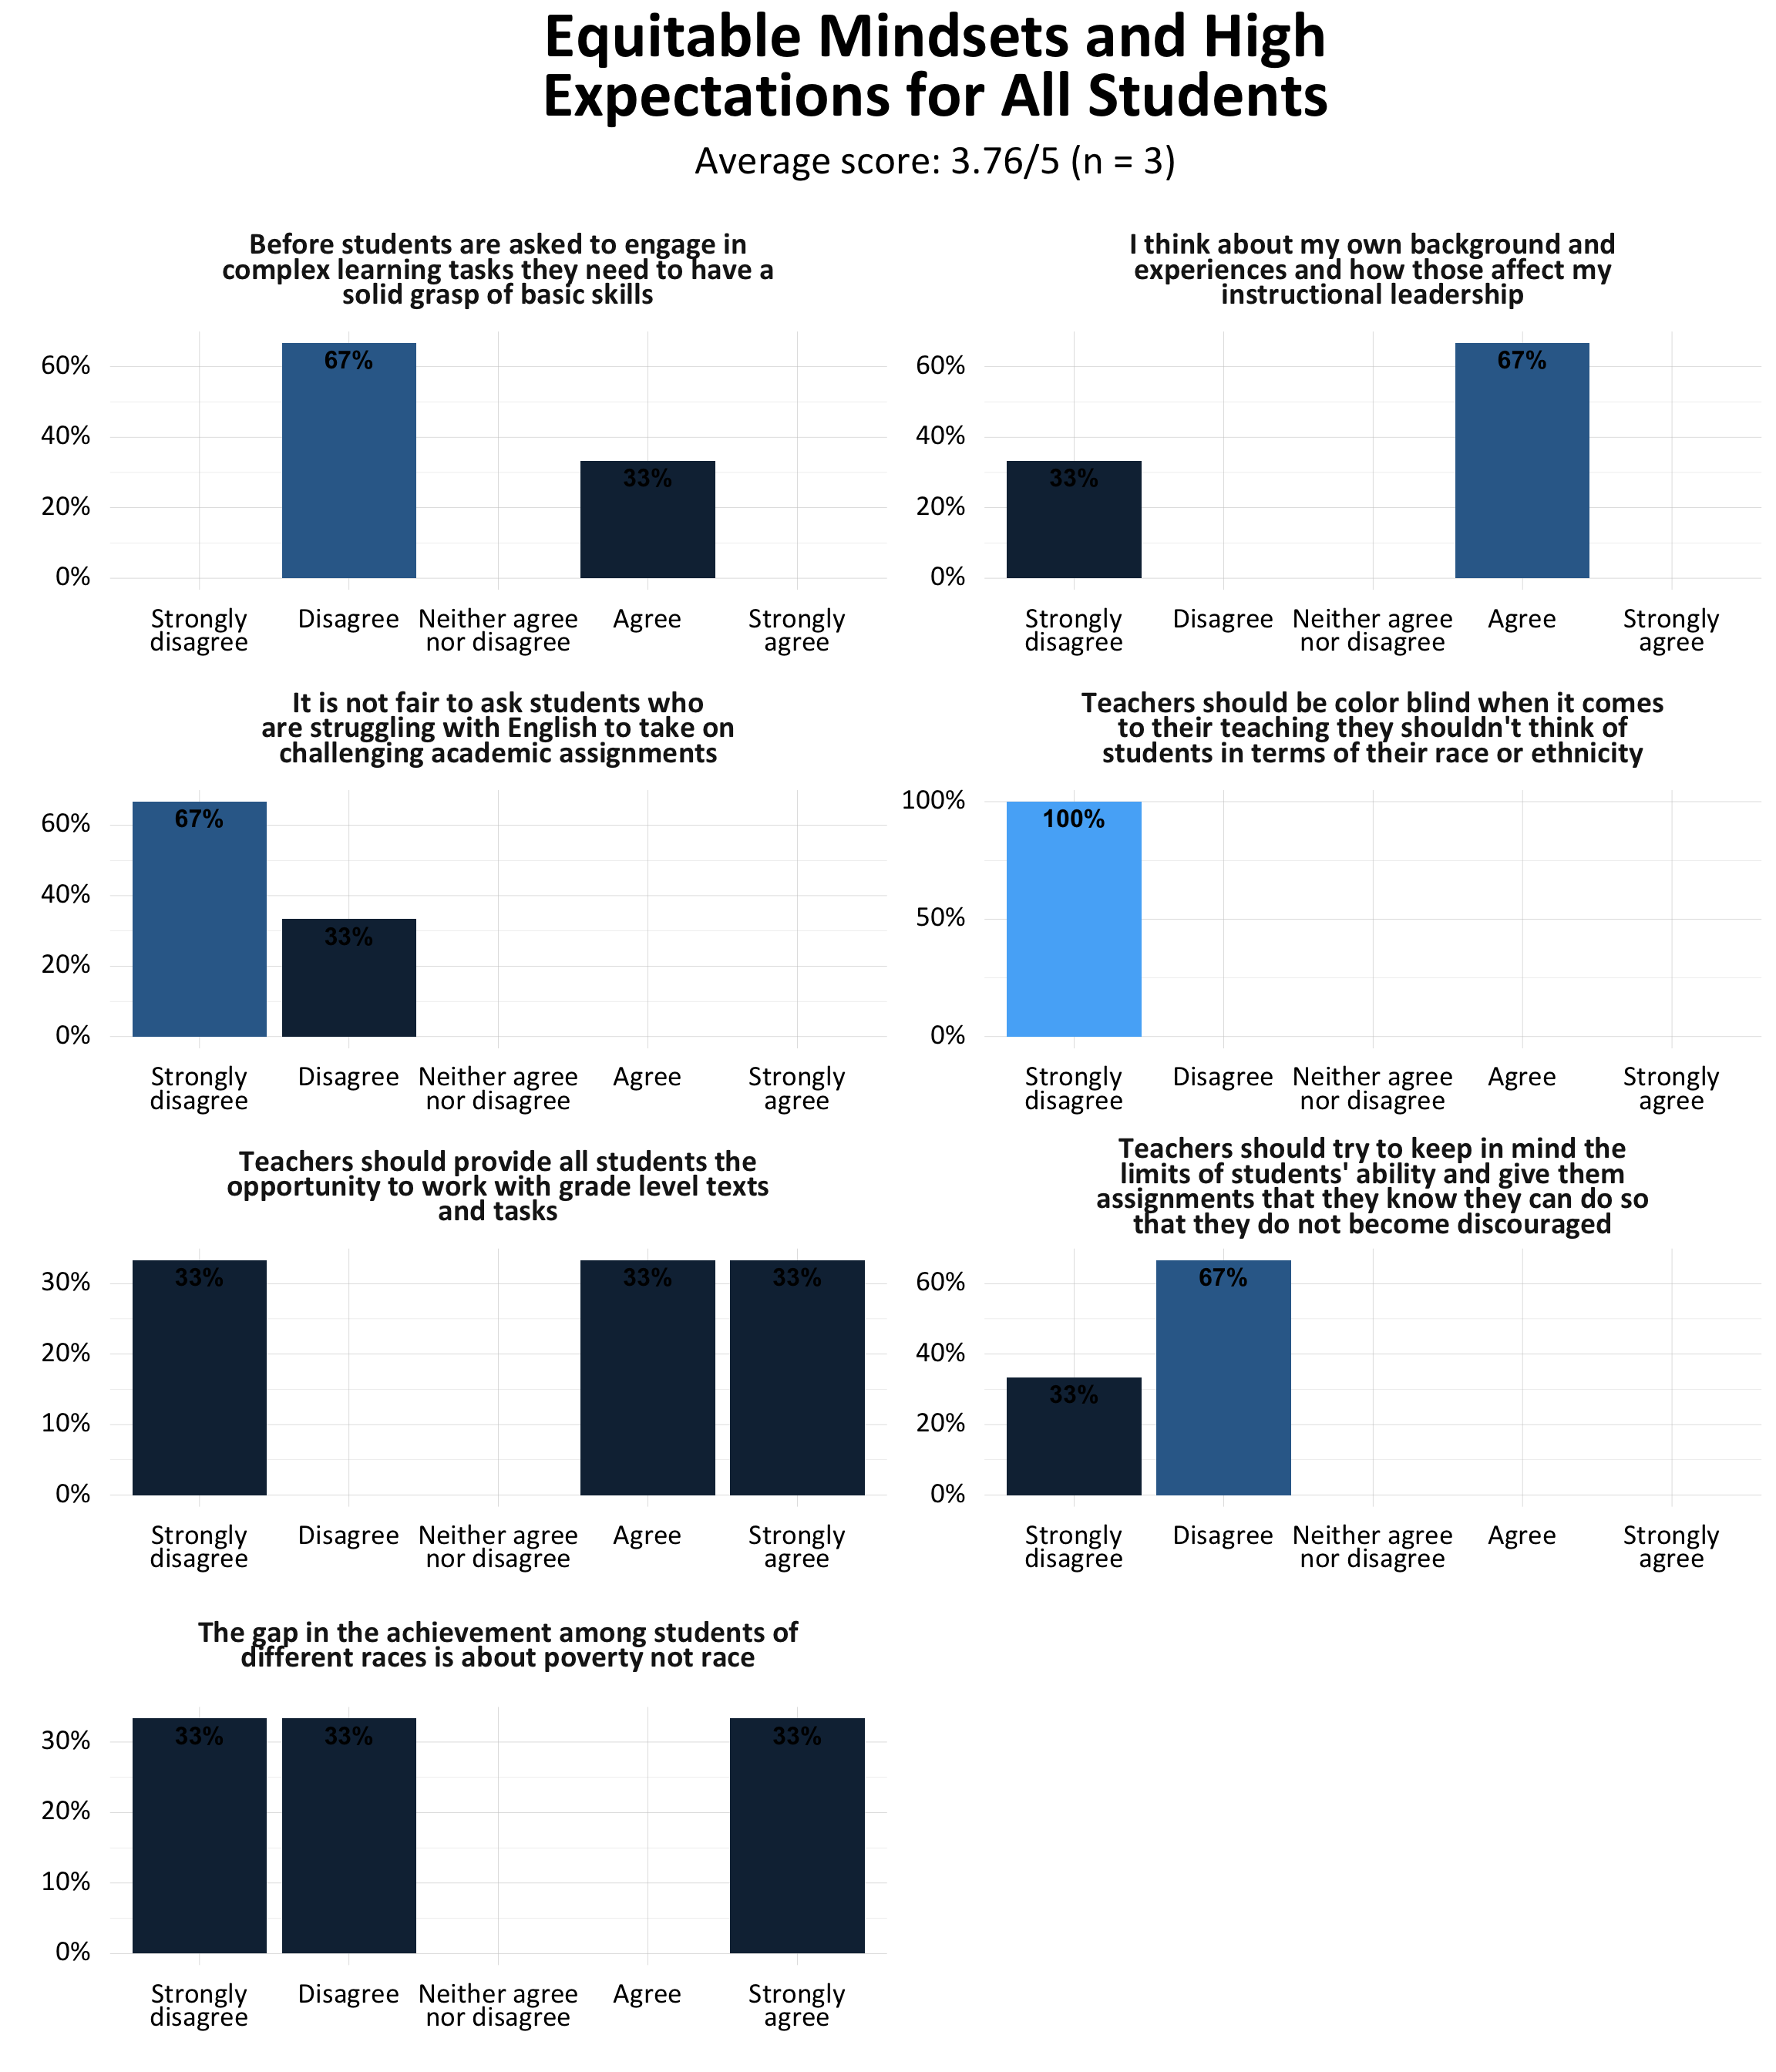 Equitable Mindsets and High
Expectations for All Students
Average score: 3.76/5 (n = 3)
Before students are asked to engage in
complex learning tasks they need to have a
solid grasp of basic skills
60%
40%
20%
0%
67%
33%
Strongly
disagree
Disagree
Neither agree
nor disagree
Agree
Strongly
agree
I think about my own background and
experiences and how those affect my
instructional leadership
60%
40%
20%
0%
33%
67%
Strongly
disagree
Disagree
Neither agree
nor disagree
Agree
Strongly
agree
It is not fair to ask students who
are struggling with English to take on
challenging academic assignments
60%
40%
20%
0%
67%
33%
Strongly
disagree
Disagree
Neither agree
nor disagree
Agree
Strongly
agree
Teachers should be color blind when it comes
to their teaching they shouldn't think of
students in terms of their race or ethnicity
100%
50%
0%
100%
Strongly
disagree
Disagree
Neither agree
nor disagree
Agree
Strongly
agree
Teachers should provide all students the
opportunity to work with grade level texts
and tasks
30%
20%
10%
0%
33%
33%
33%
Strongly
disagree
Disagree
Neither agree
nor disagree
Agree
Strongly
agree
Teachers should try to keep in mind the
limits of students' ability and give them
assignments that they know they can do so
that they do not become discouraged
60%
40%
20%
0%
33%
67%
Strongly
disagree
Disagree
Neither agree
nor disagree
Agree
Strongly
agree
The gap in the achievement among students of
different races is about poverty not race
30%
20%
10%
0%
33%
33%
33%
Strongly
disagree
Disagree
Neither agree
nor disagree
Agree
Strongly
agree